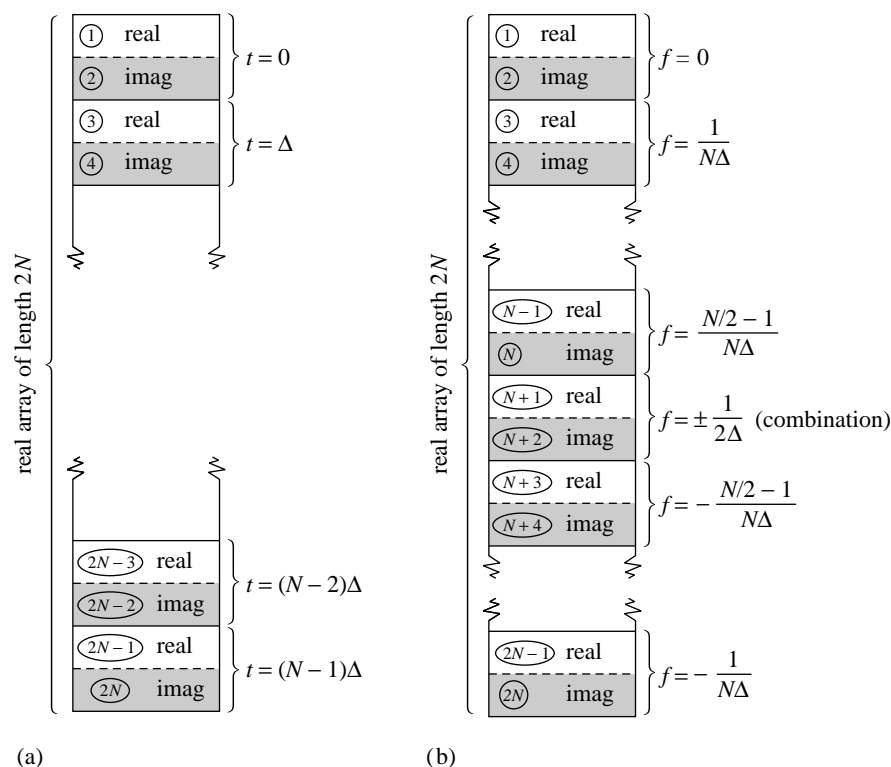 real array of length 2N
① real
② imag
t = 0
③ real
④ imag
t = Δ
2N − 3 real
2N − 2 imag
t = (N − 2)Δ
2N − 1 real
2N imag
t = (N − 1)Δ
(a)
real array of length 2N
① real
② imag
f = 0
③ real
④ imag
f = 1/NΔ
N − 1 real
N imag
f = N/2 − 1/NΔ
N + 1 real
N + 2 imag
f = ± 1/2Δ (combination)
N + 3 real
N + 4 imag
f = − N/2 − 1/NΔ
2N − 1 real
2N imag
f = − 1/NΔ
(b)